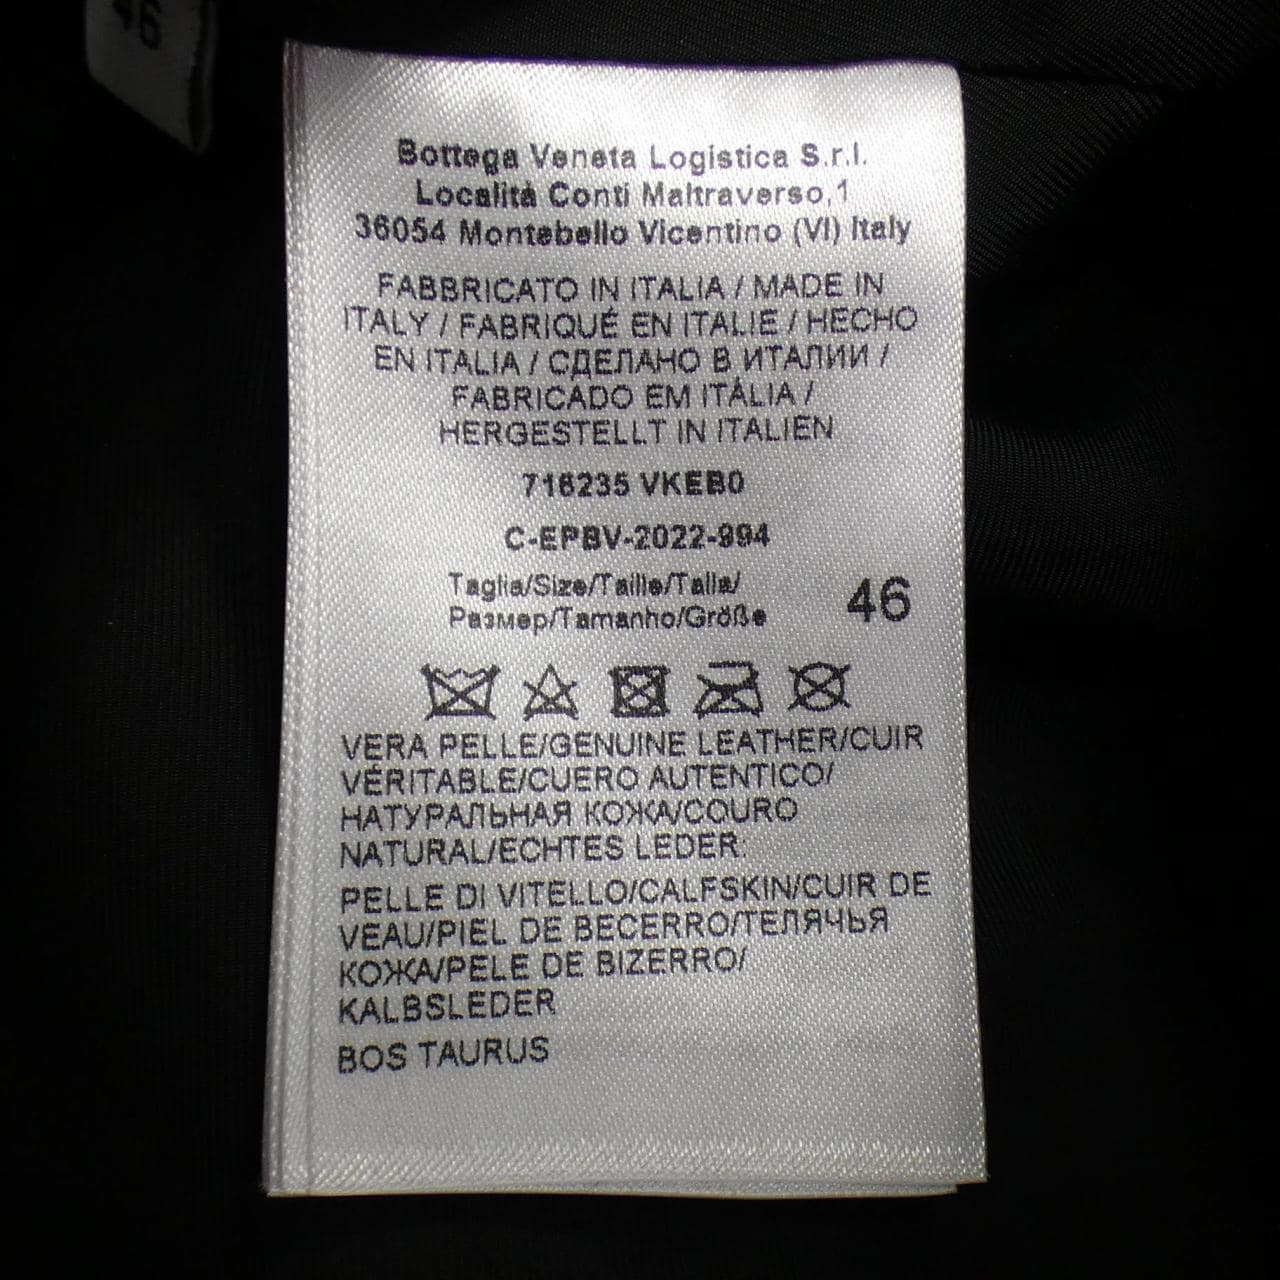 46
Bottega Veneta Logistica S.r.l.
Località Conti Maltraverso,1
36054 Montebello Vicentino (VI) Italy
FABBRICATO IN ITALIA / MADE IN
ITALY / FABRIQUÉ EN ITALIE / HECHO
EN ITALIA / СДЕЛАНО В ИТАЛИИ /
FABRICADO EM ITÁLIA /
HERGESTELLT IN ITALIEN
716235 VKEB0
C-EPBV-2022-994
Taglia/Size/Taille/Talla/
Размер/Tamanho/Größe 46
VERA PELLE/GENUINE LEATHER/CUIR
VÉRITABLE/CUERO AUTENTICO/
НАТУРАЛЬНАЯ КОЖА/COURO
NATURAL/ECHTES LEDER:
PELLE DI VITELLO/CALFSKIN/CUIR DE
VEAU/PIEL DE BECERRO/ТЕЛЯЧЬЯ
КОЖА/PELE DE BIZERRO/
KALBSLEDER
BOS TAURUS